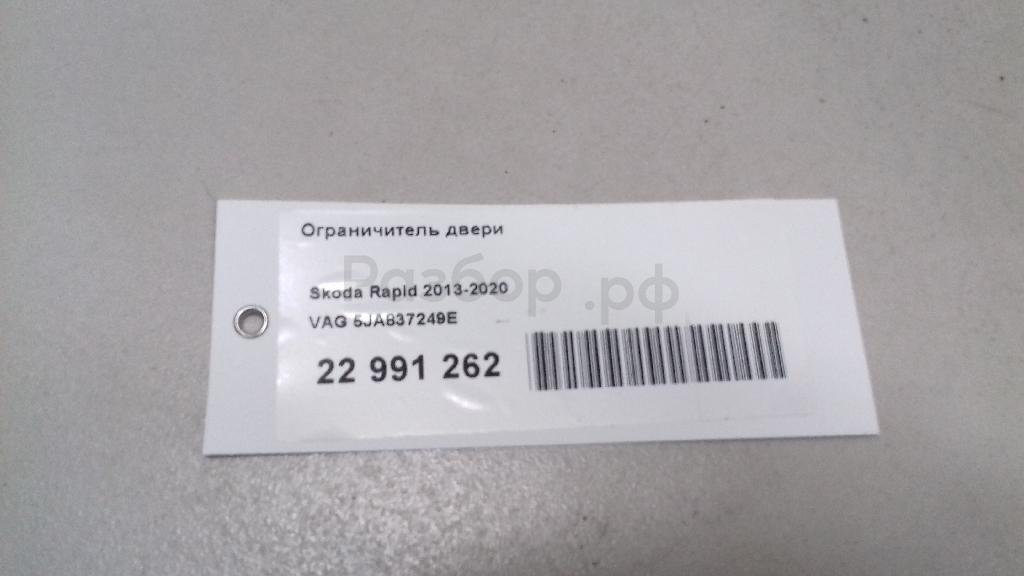 Ограничитель двери
Разбор.рф
Skoda Rapid 2013-2020
VAG 5JA837249E
22 991 262